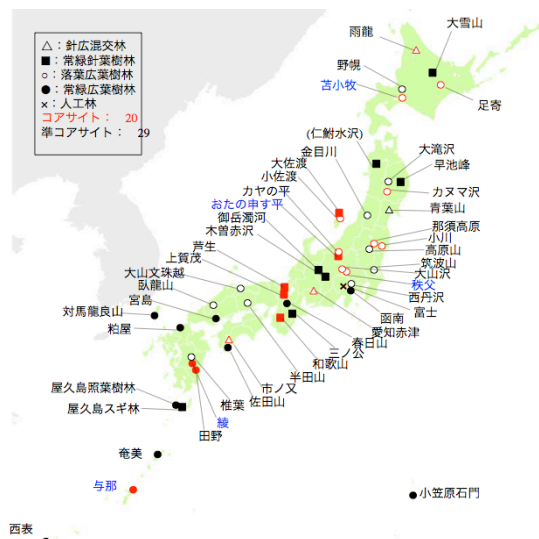 △：針広混交林
■：常緑針葉樹林
○：落葉広葉樹林
●：常緑広葉樹林
×：人工林
コアサイト： 20
準コアサイト： 29
雨龍
大雪山
野幌
苫小牧
足寄
(仁鮒水沢)
金目川
大佐渡
小佐渡
カヤの平
おたの申す平
御岳濁河
木曽赤沢
芦生
上賀茂
大山文珠越
臥龍山
宮島
対馬龍良山
粕屋
大滝沢
早池峰
カヌマ沢
青葉山
那須高原
小川
高原山
筑波山
大山沢
秩父
西丹沢
富士
函南
愛知赤津
春日山
三ノ公
和歌山
半田山
市ノ又
佐田山
椎葉
綾
田野
屋久島照葉樹林
屋久島スギ林
奄美
与那
小笠原石門
西表